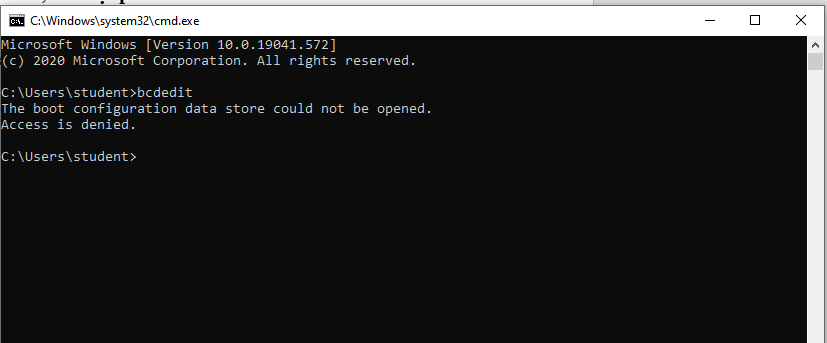 C:\Windows\system32\cmd.exe
Microsoft Windows [Version 10.0.19041.572]
(c) 2020 Microsoft Corporation. All rights reserved.
C:\Users\student>bcdedit
The boot configuration data store could not be opened.
Access is denied.
C:\Users\student>